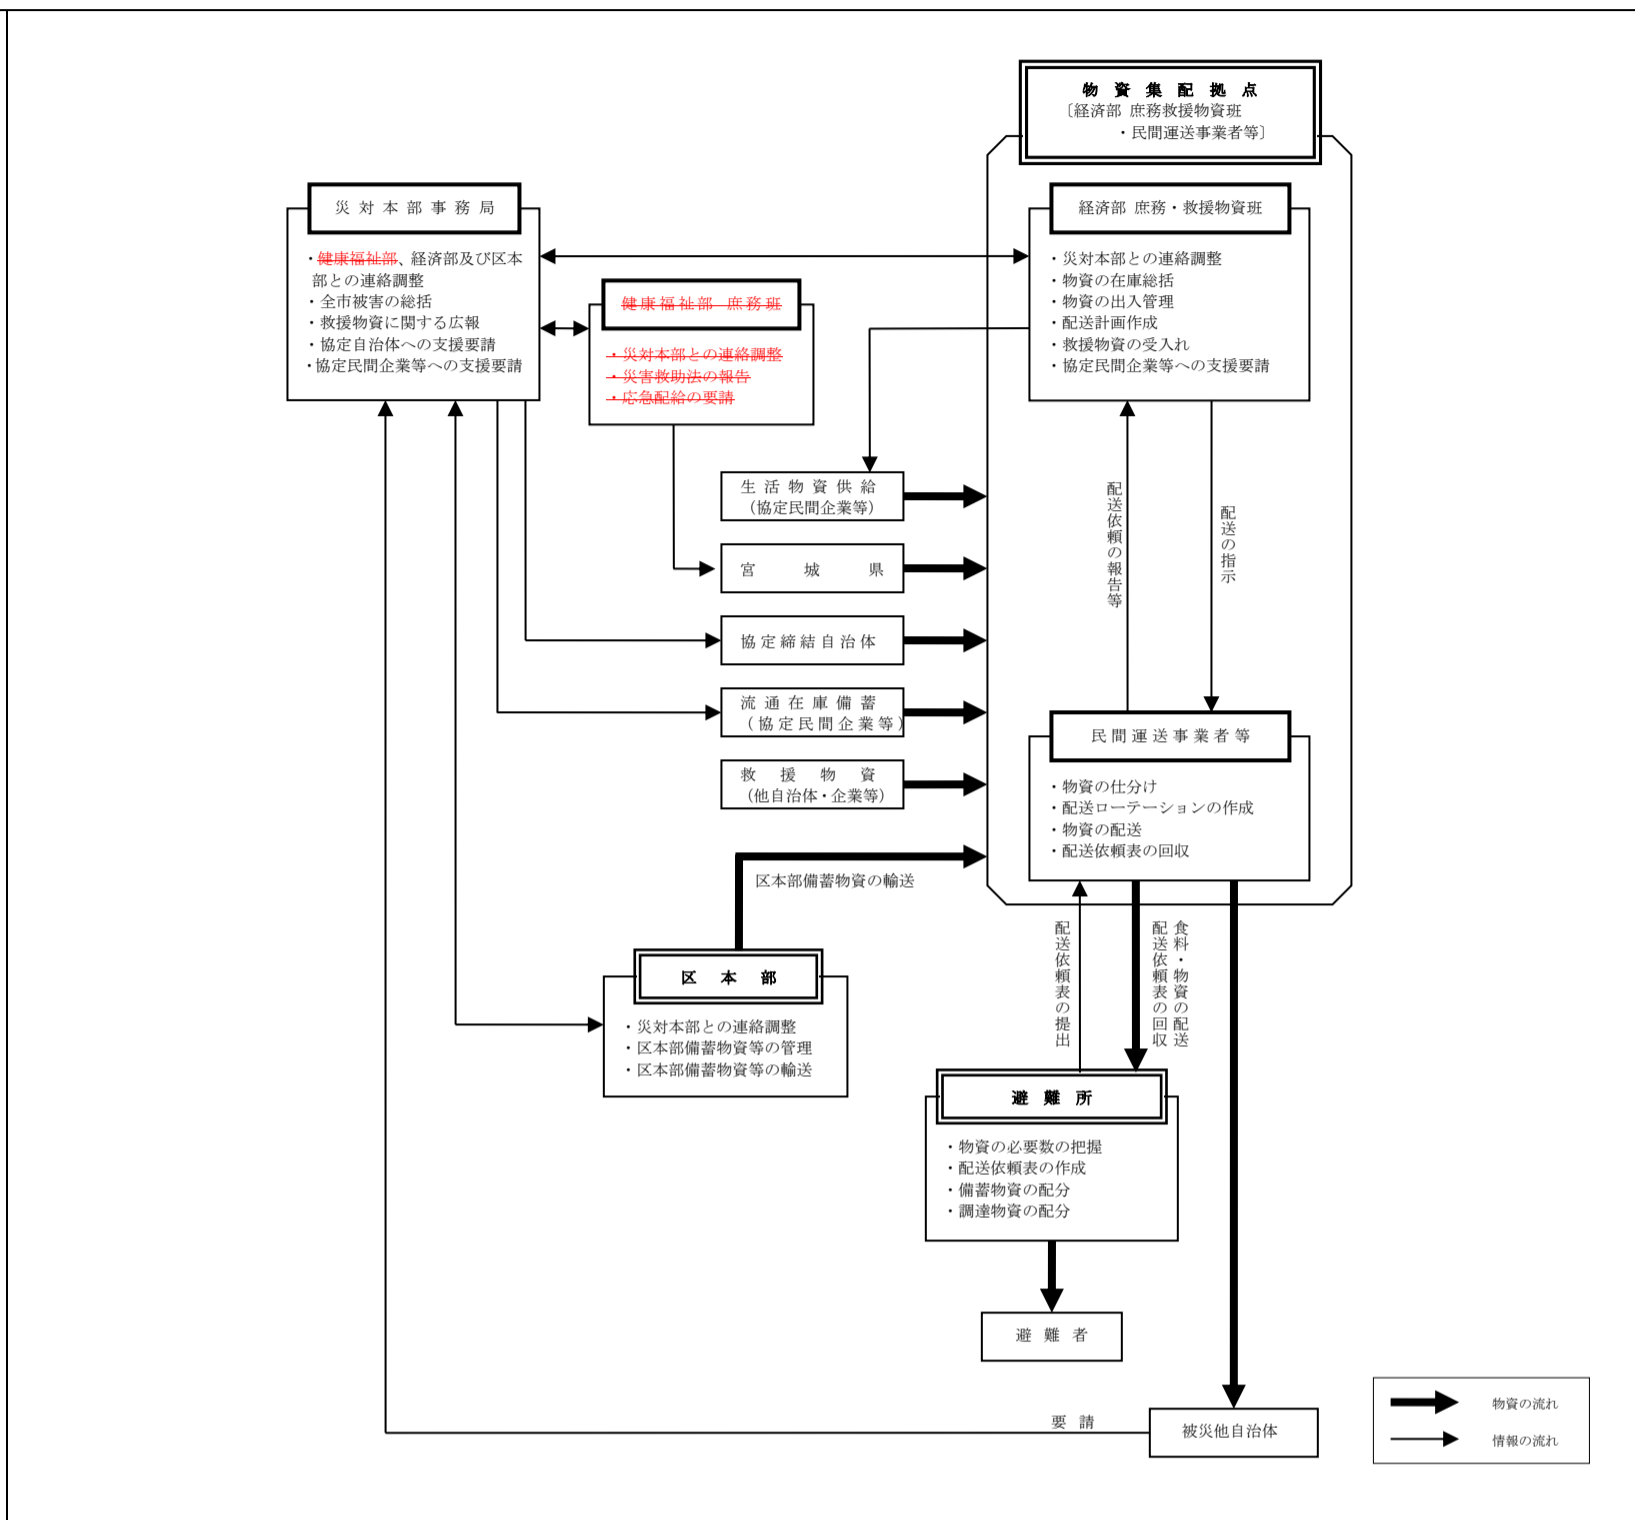 物資集配拠点
〔経済部 庶務救援物資班
・民間運送事業者等〕
災対本部事務局
・健康福祉部、経済部及び区本
部との連絡調整
・全市被害の総括
・救援物資に関する広報
・協定自治体への支援要請
・協定民間企業等への支援要請
健康福祉部 庶務班
・災対本部との連絡調整
・災害救助法の報告
・応急配給の要請
経済部 庶務・救援物資班
・災対本部との連絡調整
・物資の在庫総括
・物資の出入管理
・配送計画作成
・救援物資の受入れ
・協定民間企業等への支援要請
生活物資供給
（協定民間企業等）
宮城県
協定締結自治体
流通在庫備蓄
（協定民間企業等）
救援物資
（他自治体・企業等）
配送依頼の報告等
配送の指示
民間運送事業者等
・物資の仕分け
・配送ローテーションの作成
・物資の配送
・配送依頼表の回収
区本部備蓄物資の輸送
区本部
・災対本部との連絡調整
・区本部備蓄物資等の管理
・区本部備蓄物資等の輸送
配送依頼表の提出
食料・物資の配送
配送依頼表の回収
避難所
・物資の必要数の把握
・配送依頼表の作成
・備蓄物資の配分
・調達物資の配分
避難者
要請
被災他自治体
物資の流れ
情報の流れ